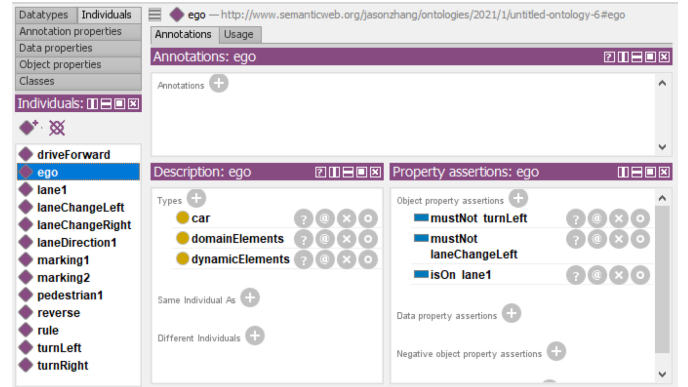 Datatypes Individuals
Annotation properties
Data properties
Object properties
Classes
Individuals:
driveForward
ego
lane1
laneChangeLeft
laneChangeRight
laneDirection1
marking1
marking2
pedestrian1
reverse
rule
turnLeft
turnRight
ego — http://www.semanticweb.org/jasonzhang/ontologies/2021/1/untitled-ontology-6#ego
Annotations Usage
Annotations: ego
Annotations
Description: ego
Types
car
domainElements
dynamicElements
Same Individual As
Different Individuals
Property assertions: ego
Object property assertions
mustNot turnLeft
mustNot
laneChangeLeft
isOn lane1
Data property assertions
Negative object property assertions